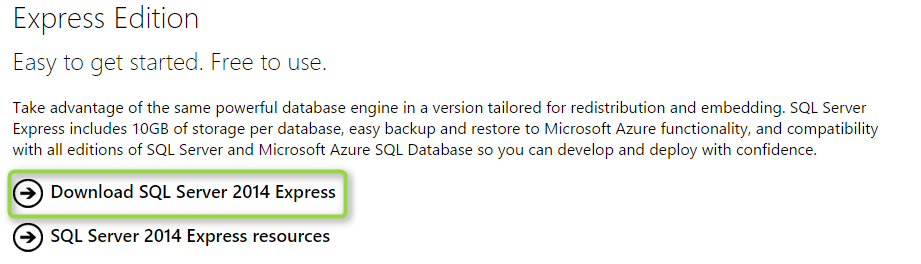 Express Edition
Easy to get started. Free to use.
Take advantage of the same powerful database engine in a version tailored for redistribution and embedding. SQL Server
Express includes 10GB of storage per database, easy backup and restore to Microsoft Azure functionality, and compatibility
with all editions of SQL Server and Microsoft Azure SQL Database so you can develop and deploy with confidence.
Download SQL Server 2014 Express
SQL Server 2014 Express resources